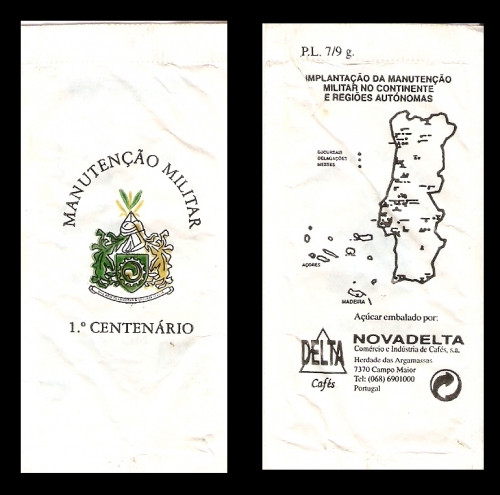 MANUTENÇÃO MILITAR
1.º CENTENÁRIO
P.L. 7/9 g.
IMPLANTAÇÃO DA MANUTENÇÃO
MILITAR NO CONTINENTE
E REGIÕES AUTÓNOMAS
SUCURSAIS
DELEGAÇÕES
MESSES
AÇORES
MADEIRA
Açúcar embalado por:
DELTA
Cafés
NOVADELTA
Comércio e Indústria de Cafés, s.a.
Herdade das Argamassas
7370 Campo Maior
Tel: (068) 6901000
Portugal